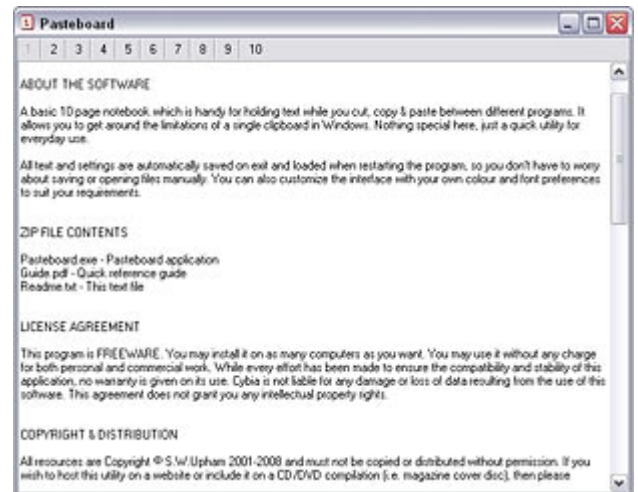 Pasteboard
1 2 3 4 5 6 7 8 9 10
ABOUT THE SOFTWARE
A basic 10 page notebook which is handy for holding text while you cut, copy & paste between different programs. It
allows you to get around the limitations of a single clipboard in Windows. Nothing special here, just a quick utility for
everyday use.
All text and settings are automatically saved on exit and loaded when restarting the program, so you don't have to worry
about saving or opening files manually. You can also customize the interface with your own colour and font preferences
to suit your requirements.
ZIP FILE CONTENTS
Pasteboard.exe - Pasteboard application
Guide.pdf - Quick reference guide
Readme.txt - This text file
LICENSE AGREEMENT
This program is FREEWARE. You may install it on as many computers as you want. You may use it without any charge
for both personal and commercial work. While every effort has been made to ensure the compatibility and stability of this
application, no warranty is given on its use. Cybia is not liable for any damage or loss of data resulting from the use of this
software. This agreement does not grant you any intellectual property rights.
COPYRIGHT & DISTRIBUTION
All resources are Copyright © S.W.Upham 2001-2008 and must not be copied or distributed without permission. If you
wish to host this utility on a website or include it on a CD/DVD compilation (i.e. magazine cover disc), then please